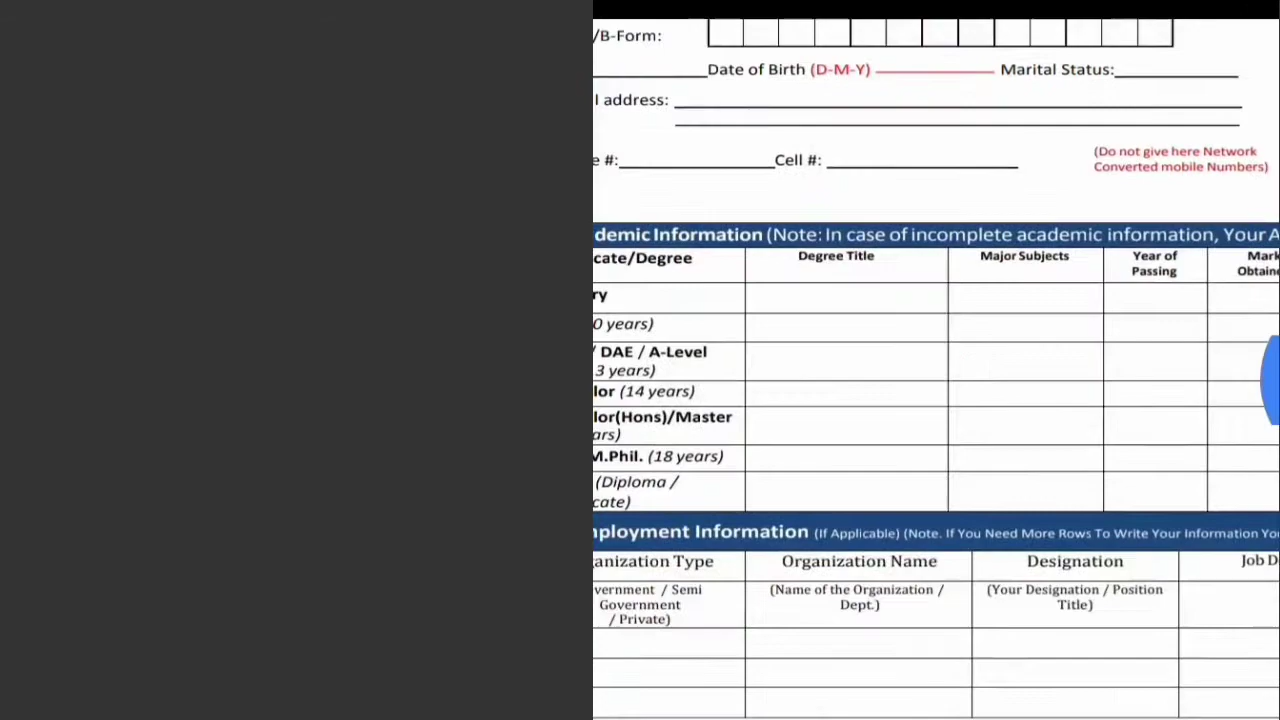 /B-Form:
Date of Birth (D-M-Y) Marital Status:
address:
#: Cell #:
(Do not give here Network
Converted mobile Numbers)
demic Information (Note: In case of incomplete academic information, Your A
cate/Degree Degree Title Major Subjects Year of Passing Mark Obtaine
ry
0 years)
/ DAE / A-Level
3 years)
lor (14 years)
lor(Hons)/Master
ars)
M.Phil. (18 years)
(Diploma /
cate)
mployment Information (If Applicable) (Note. If You Need More Rows To Write Your Information Yo
anization Type Organization Name Designation Job D
vernment / Semi Government / Private) (Name of the Organization / Dept.) (Your Designation / Position Title)